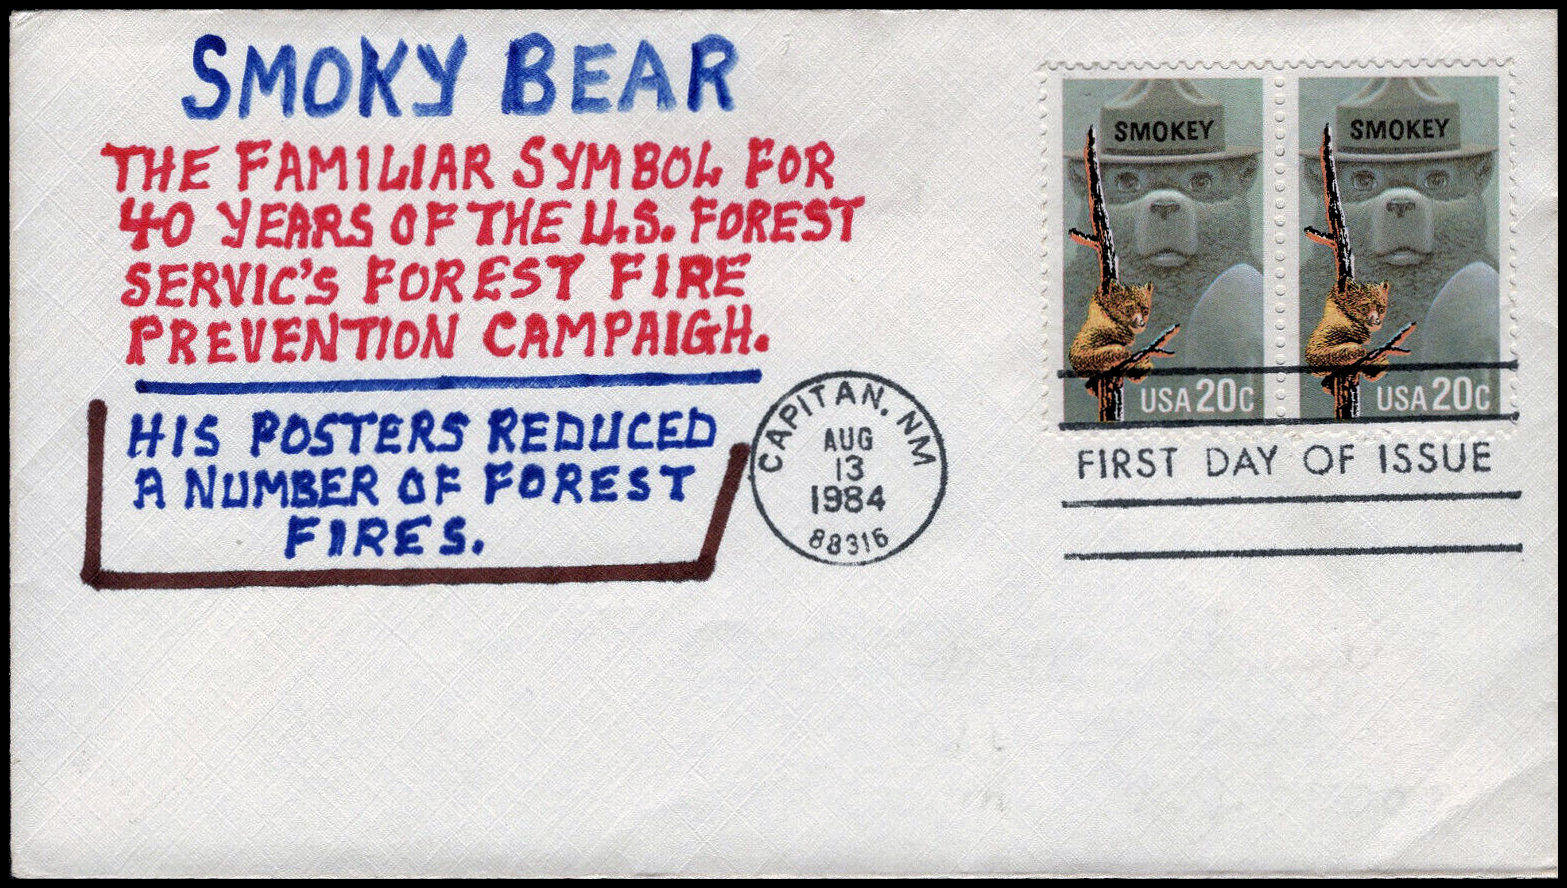 SMOKY BEAR
THE FAMILIAR SYMBOL FOR
40 YEARS OF THE U.S. FOREST
SERVIC'S FOREST FIRE
PREVENTION CAMPAIGH.
HIS POSTERS REDUCED
A NUMBER OF FOREST
FIRES.
CAPITAN, NM
AUG
13
1984
88316
SMOKEY
USA 20c
SMOKEY
USA 20c
FIRST DAY OF ISSUE